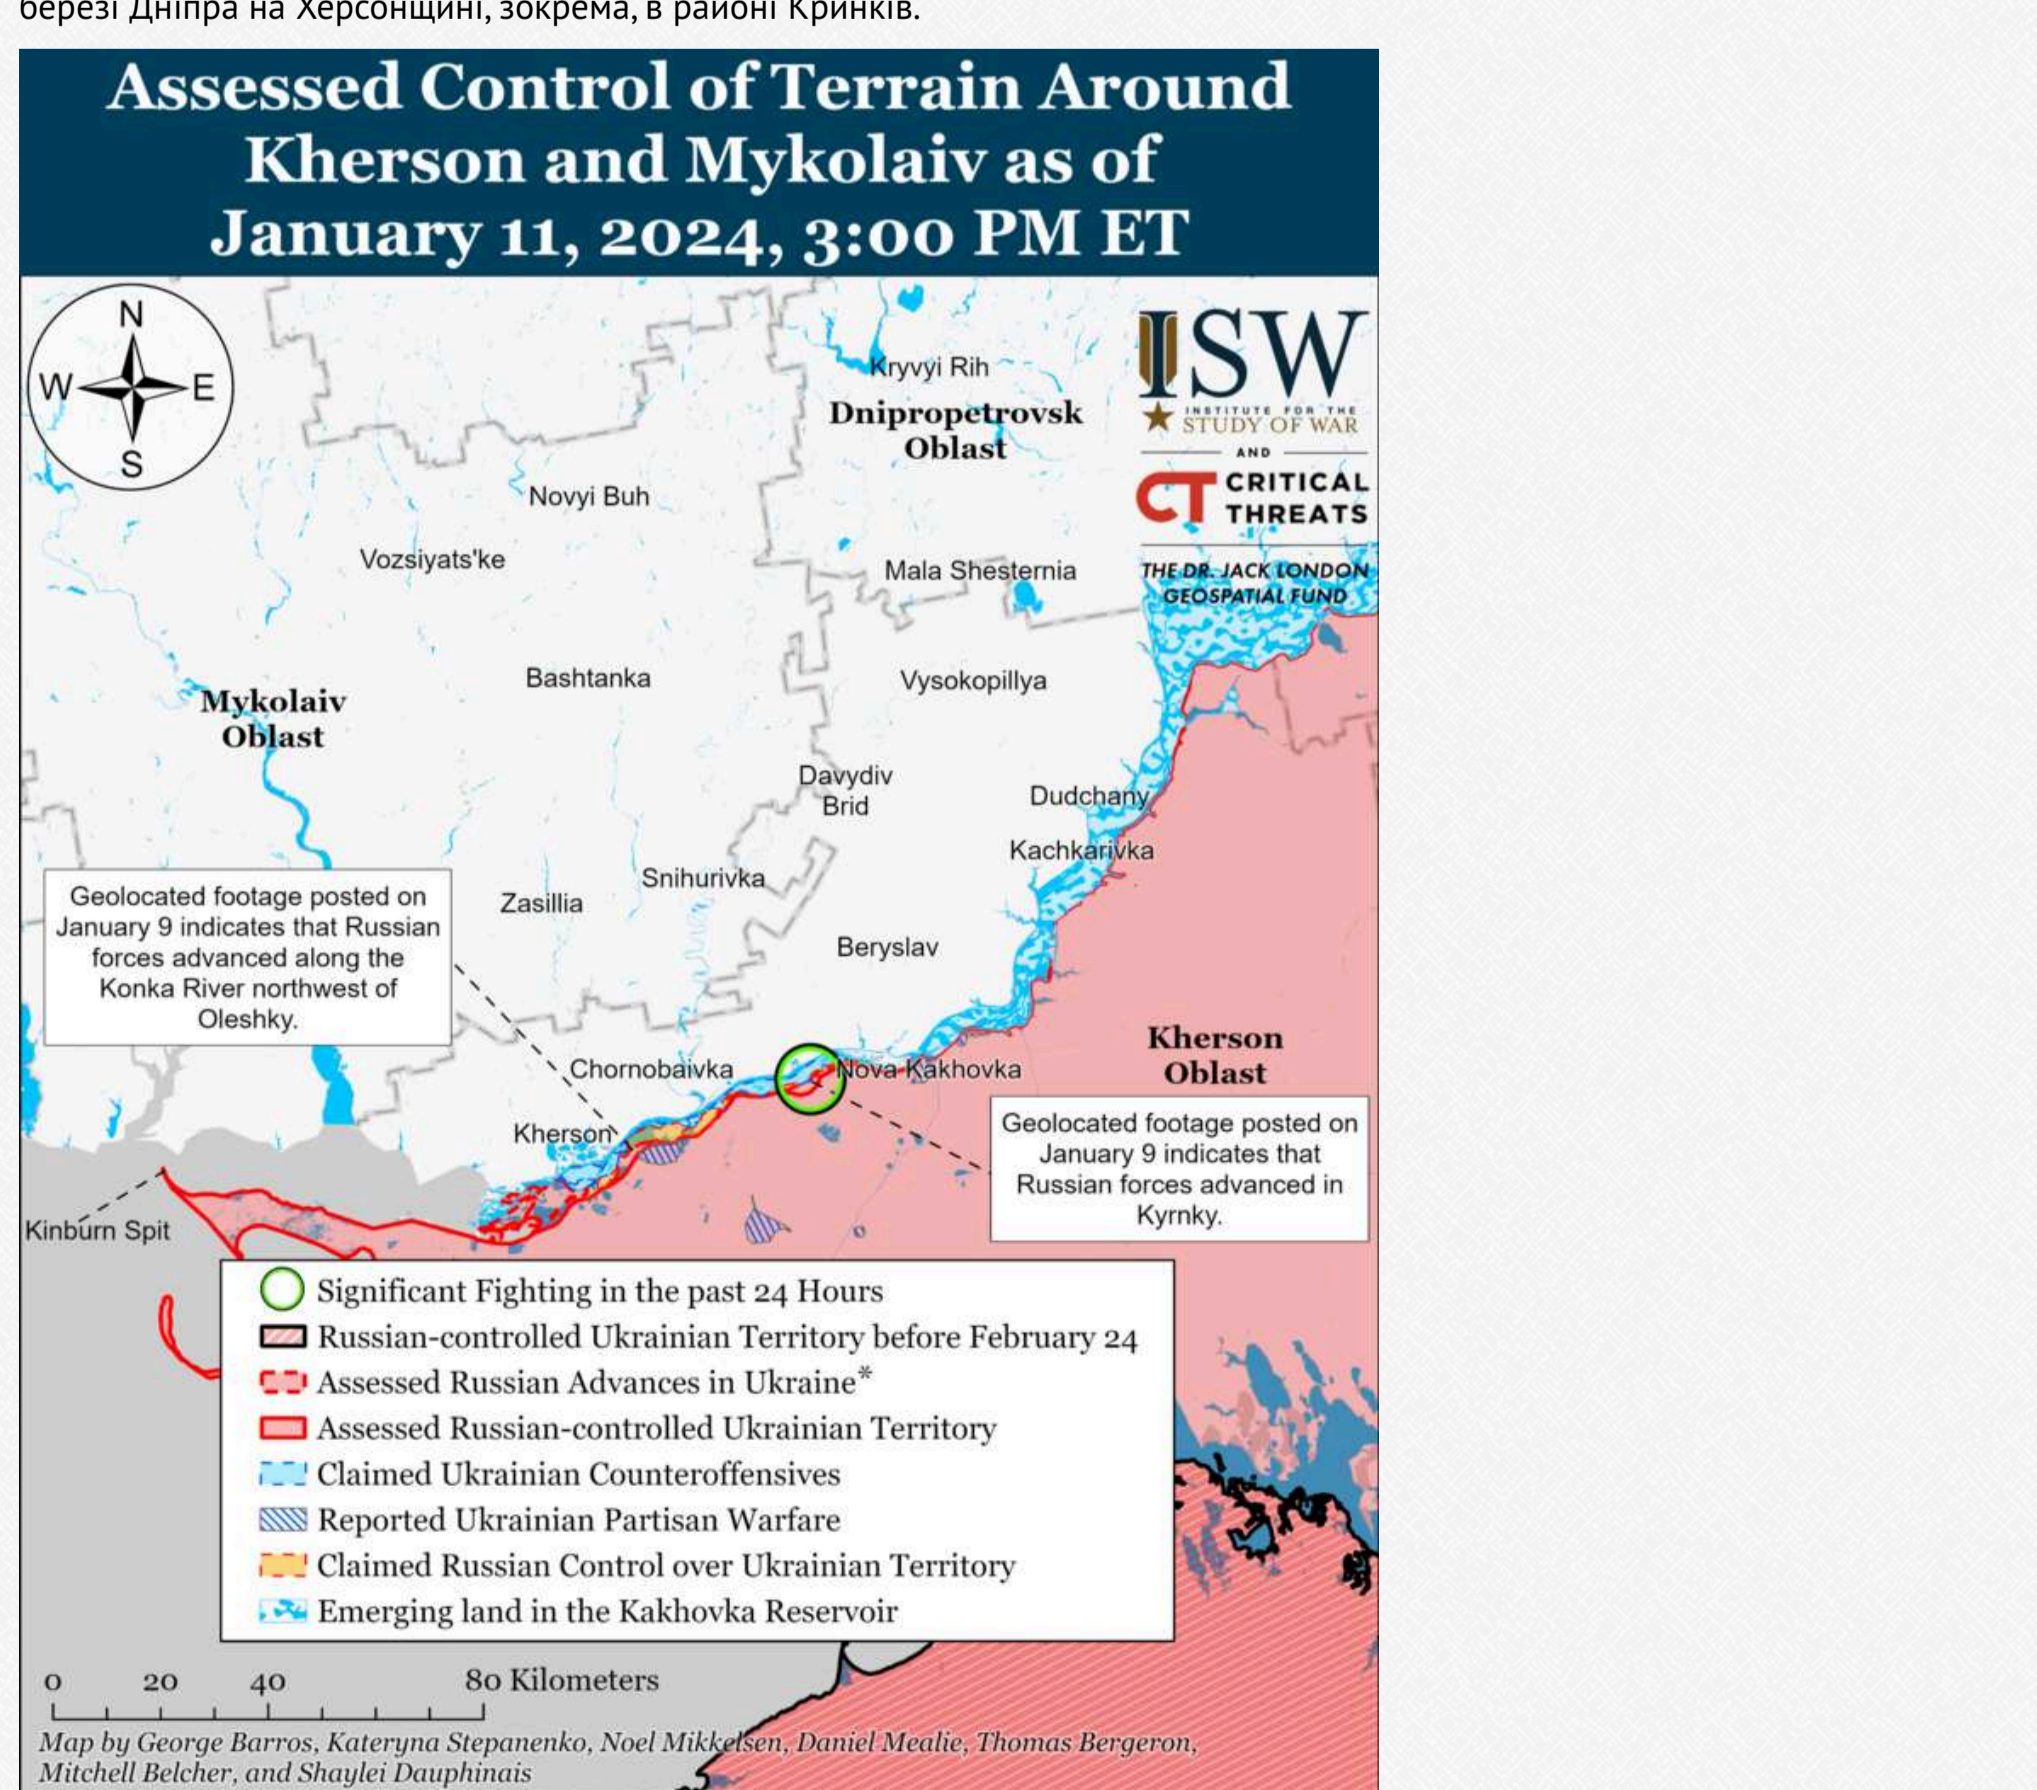 березі Дніпра на Херсонщині, зокрема, в районі Кринків.
Assessed Control of Terrain Around
Kherson and Mykolaiv as of
January 11, 2024, 3:00 PM ET
N
W
E
S
ISW
INSTITUTE FOR THE
STUDY OF WAR
AND
CT
CRITICAL
THREATS
THE DR. JACK LONDON
GEOSPATIAL FUND
Kryvyi Rih
Dnipropetrovsk
Oblast
Novyi Buh
Vozsiyats'ke
Mala Shesternia
Bashtanka
Vysokopillya
Mykolaiv
Oblast
Davydiv
Brid
Dudchany
Kachkarivka
Snihurivka
Zasillia
Beryslav
Geolocated footage posted on
January 9 indicates that Russian
forces advanced along the
Konka River northwest of
Oleshky.
Kherson
Oblast
Chornobaivka
Nova Kakhovka
Kherson
Geolocated footage posted on
January 9 indicates that
Russian forces advanced in
Kyrnky.
Kinburn Spit
Significant Fighting in the past 24 Hours
Russian-controlled Ukrainian Territory before February 24
Assessed Russian Advances in Ukraine*
Assessed Russian-controlled Ukrainian Territory
Claimed Ukrainian Counteroffensives
Reported Ukrainian Partisan Warfare
Claimed Russian Control over Ukrainian Territory
Emerging land in the Kakhovka Reservoir
0 20 40 80 Kilometers
Map by George Barros, Kateryna Stepanenko, Noel Mikkelsen, Daniel Mealie, Thomas Bergeron,
Mitchell Belcher, and Shaylei Dauphinais